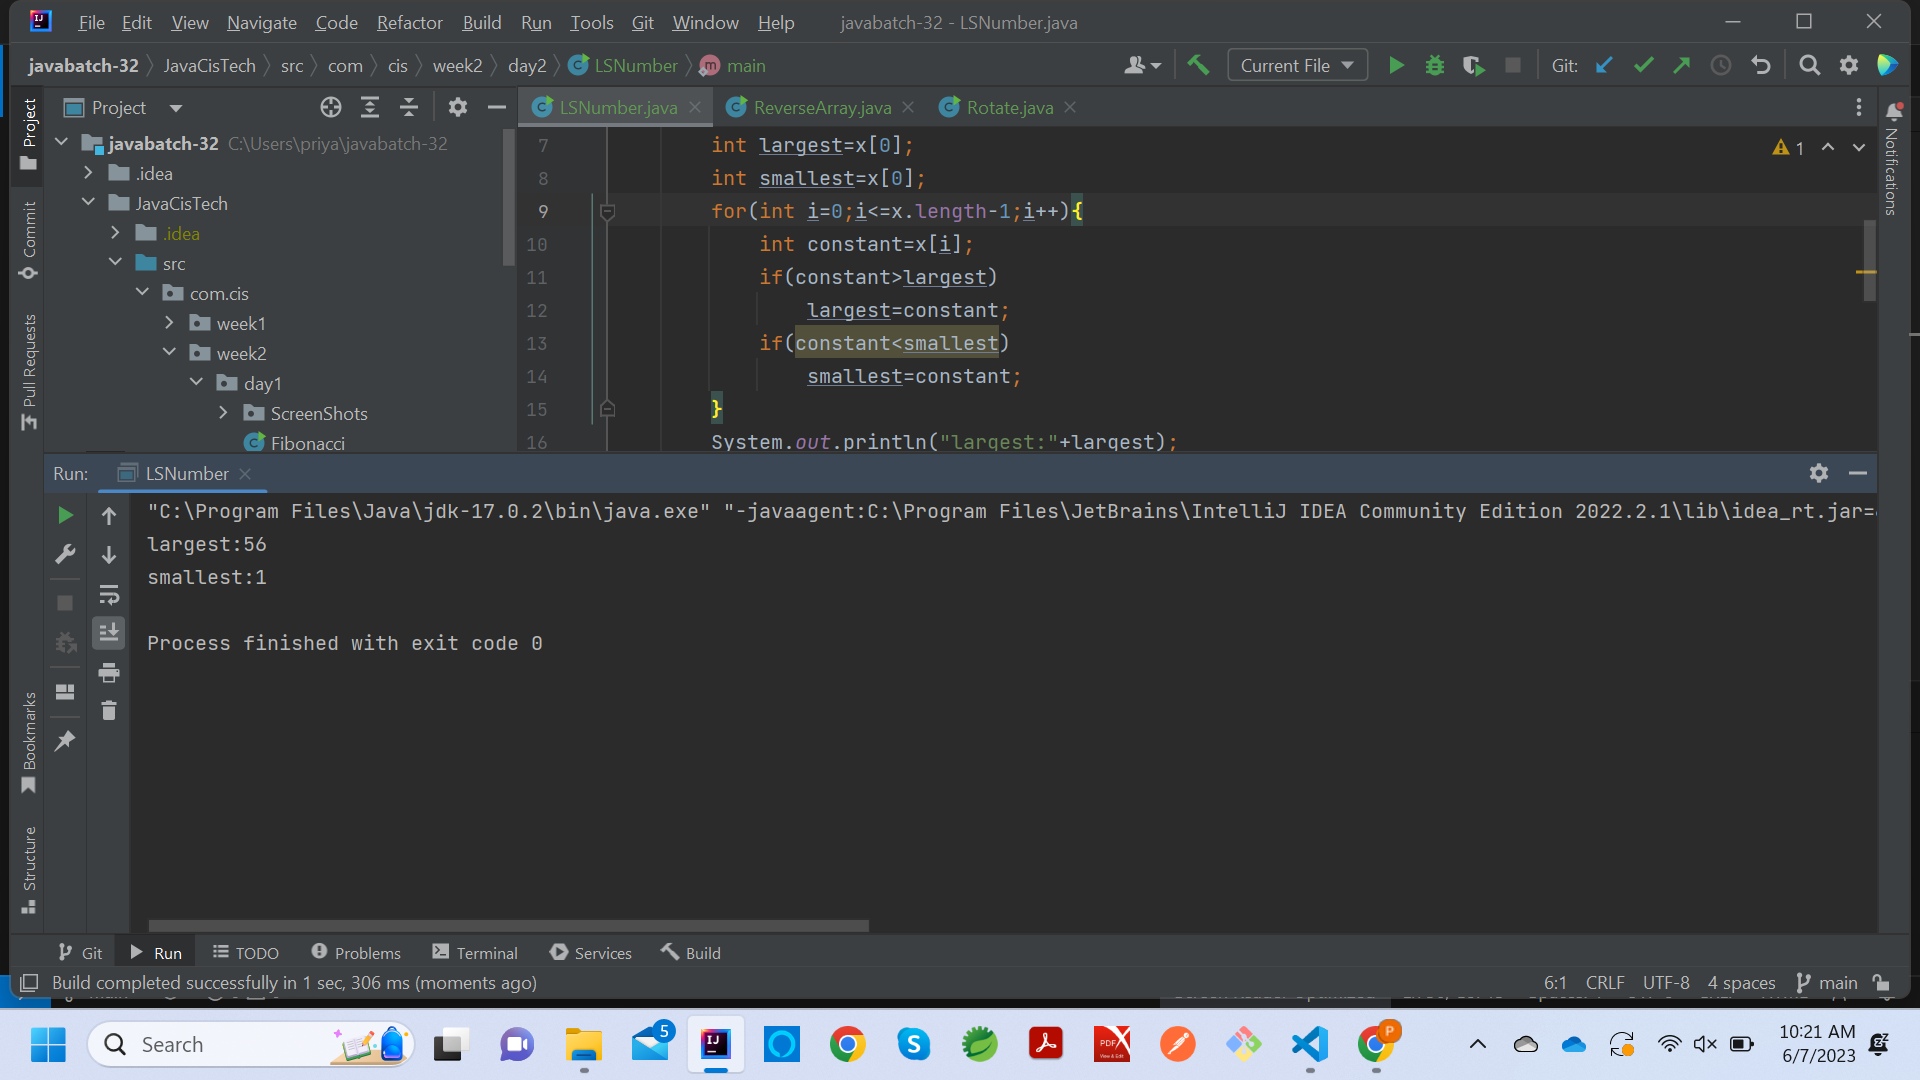 File Edit View Navigate Code Refactor Build Run Tools Git Window Help javabatch-32 - LSNumber.java
javabatch-32 JavaCisTech src com cis week2 day2 LSNumber main Current File Git:
Project
LSNumber.java ReverseArray.java Rotate.java
javabatch-32 C:\Users\priya\javabatch-32
.idea
JavaCisTech
.idea
src
com.cis
week1
week2
day1
ScreenShots
Fibonacci
7 int largest=x[0];
8 int smallest=x[0];
9 for(int i=0;i<=x.length-1;i++){
10 int constant=x[i];
11 if(constant>largest)
12 largest=constant;
13 if(constant<smallest)
14 smallest=constant;
15 }
16 System.out.println("largest:"+largest);
1
Project
Commit
Pull Requests
Bookmarks
Structure
Notifications
Run: LSNumber
"C:\Program Files\Java\jdk-17.0.2\bin\java.exe" "-javaagent:C:\Program Files\JetBrains\IntelliJ IDEA Community Edition 2022.2.1\lib\idea_rt.jar=
largest:56
smallest:1
Process finished with exit code 0
Git Run TODO Problems Terminal Services Build
Build completed successfully in 1 sec, 306 ms (moments ago) 6:1 CRLF UTF-8 4 spaces main
Search
5
P
10:21 AM
6/7/2023